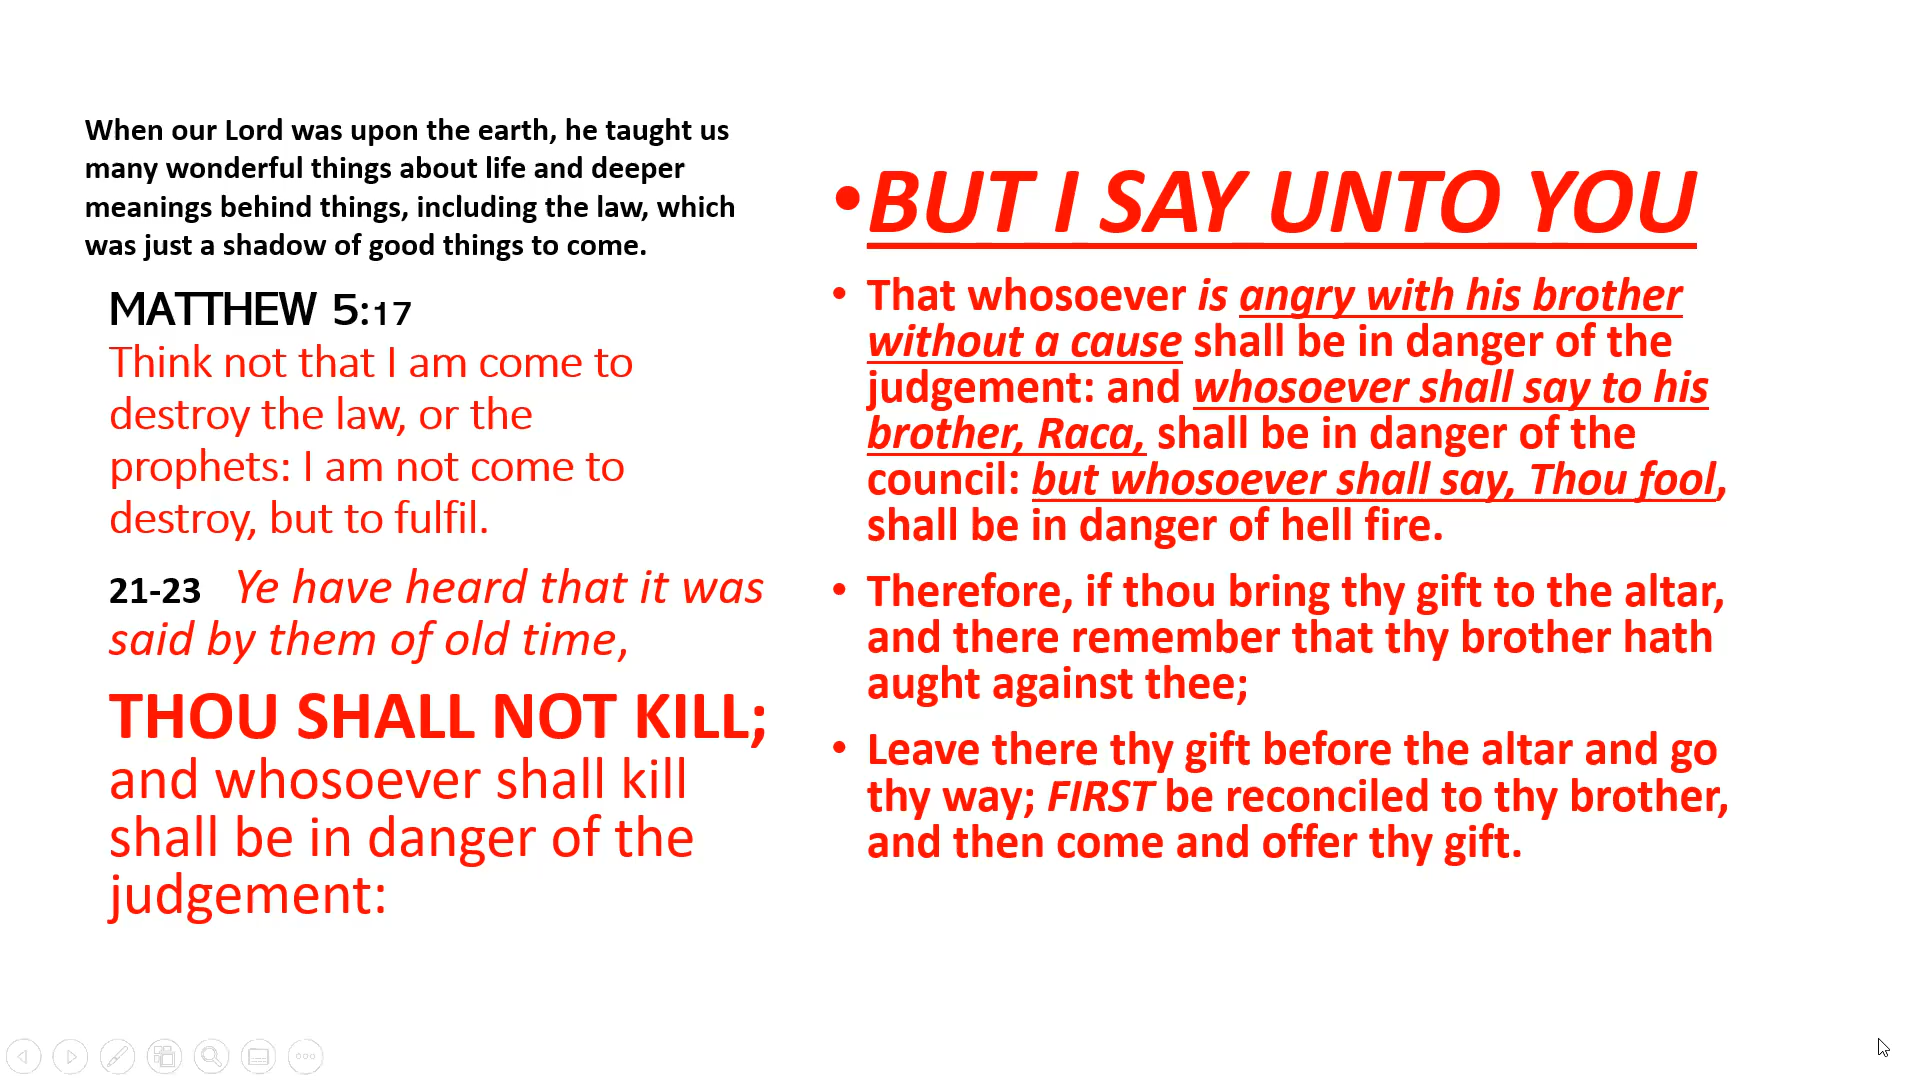 When our Lord was upon the earth, he taught us
many wonderful things about life and deeper
meanings behind things, including the law, which
was just a shadow of good things to come.
MATTHEW 5:17
Think not that I am come to
destroy the law, or the
prophets: I am not come to
destroy, but to fulfil.
21-23 Ye have heard that it was
said by them of old time,
THOU SHALL NOT KILL;
and whosoever shall kill
shall be in danger of the
judgement:
•BUT I SAY UNTO YOU
• That whosoever is angry with his brother
without a cause shall be in danger of the
judgement: and whosoever shall say to his
brother, Raca, shall be in danger of the
council: but whosoever shall say, Thou fool,
shall be in danger of hell fire.
• Therefore, if thou bring thy gift to the altar,
and there remember that thy brother hath
aught against thee;
• Leave there thy gift before the altar and go
thy way; FIRST be reconciled to thy brother,
and then come and offer thy gift.